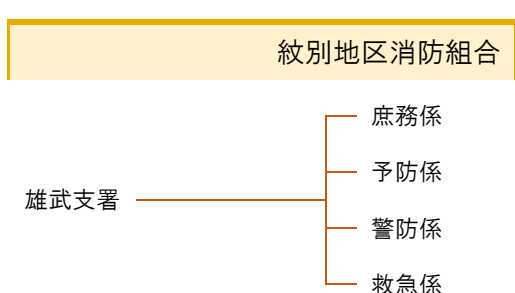 紋別地区消防組合
庶務係
予防係
雄武支署
警防係
救急係